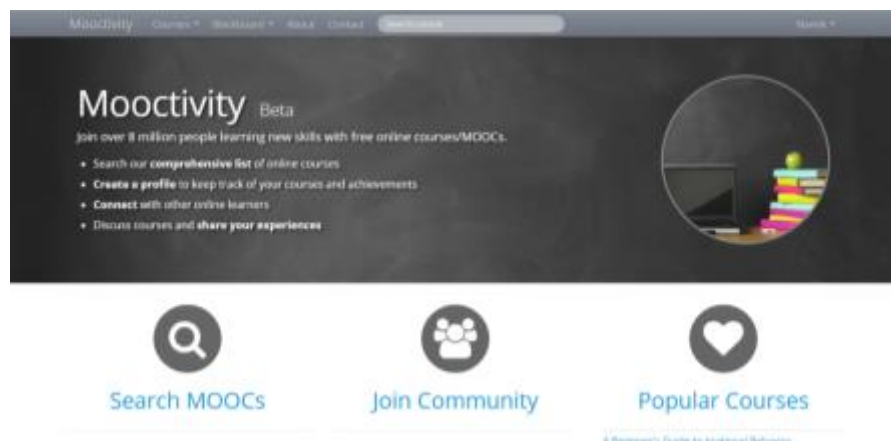 Mooctivity Courses About Contact
Mooctivity Beta
Join over 8 million people learning new skills with free online courses/MOOCs.
Search our comprehensive list of online courses
Create a profile to keep track of your courses and achievements
Connect with other online learners
Discuss courses and share your experiences
Search MOOCs
Join Community
Popular Courses